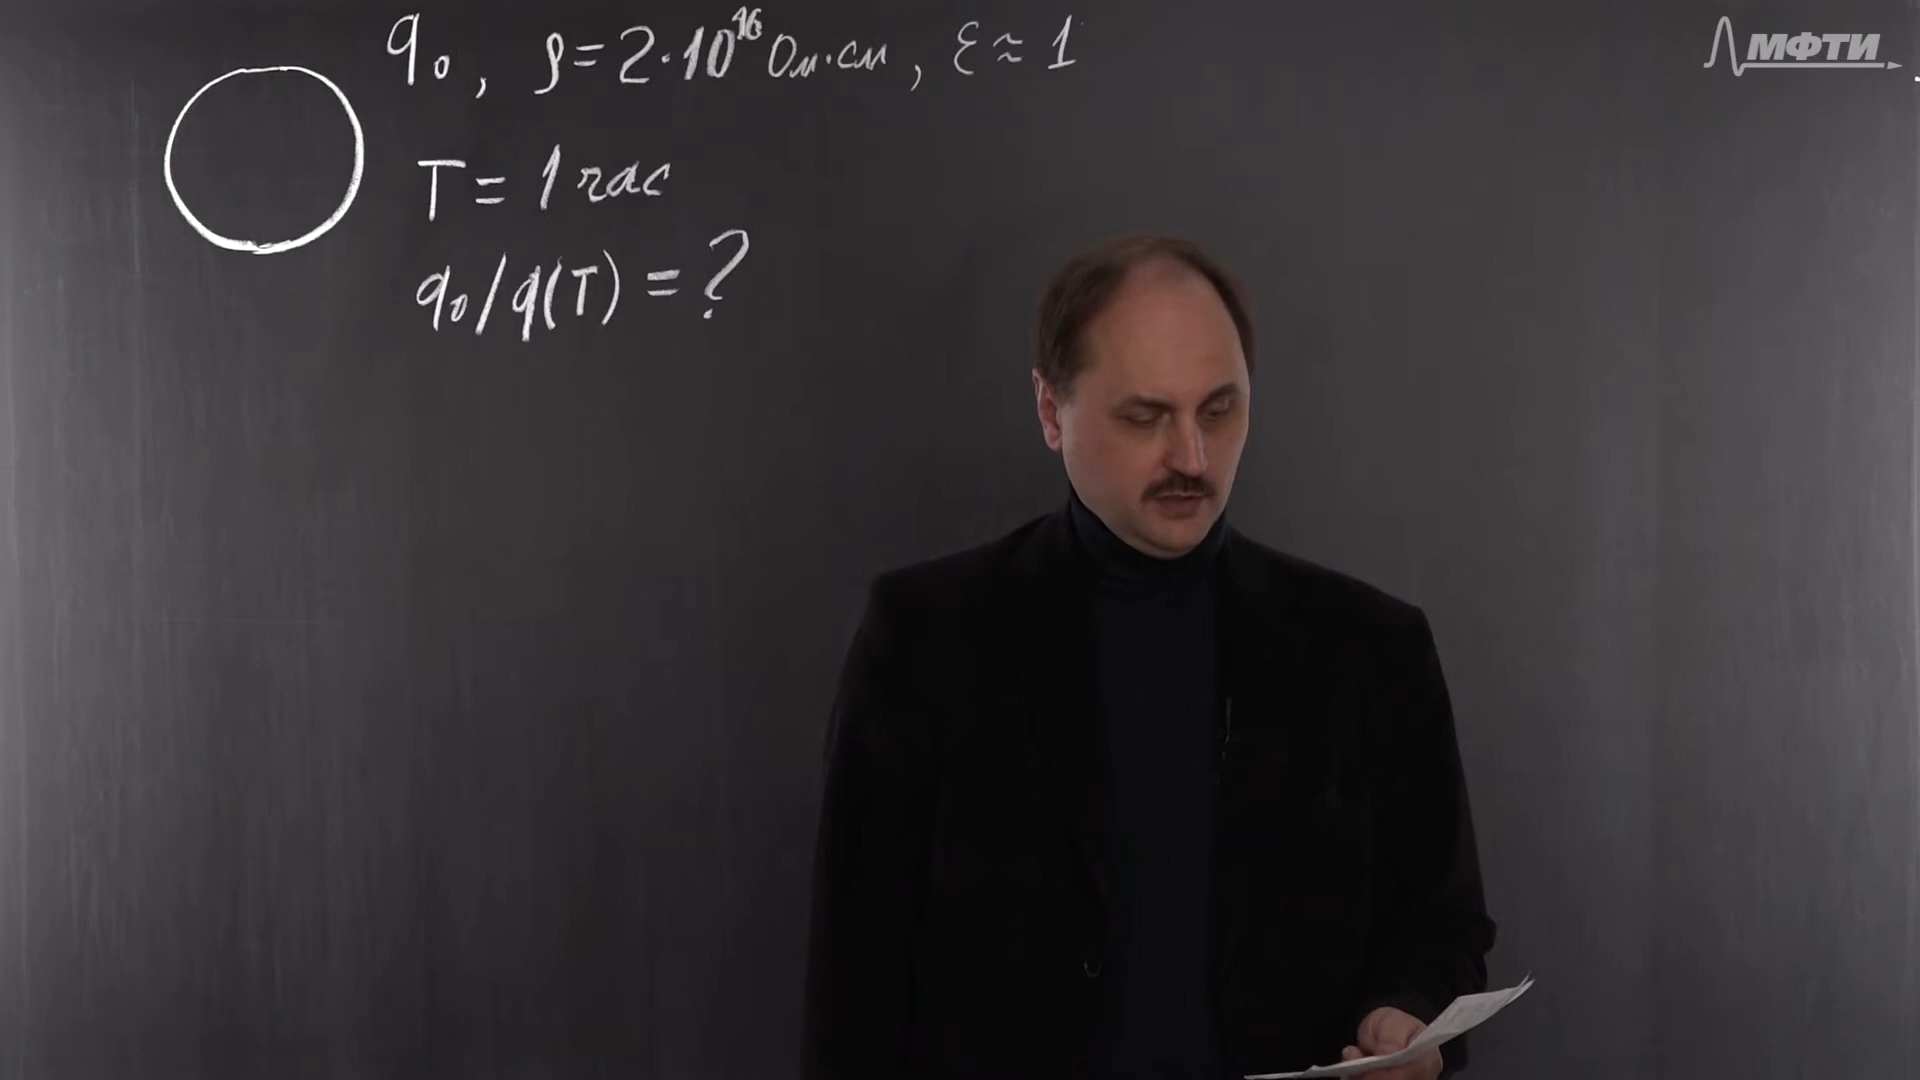 q₀, ρ = 2·10¹⁶ Ом·см, ε ≈ 1
T = 1 час
q₀/q(T) = ?
МФТИ